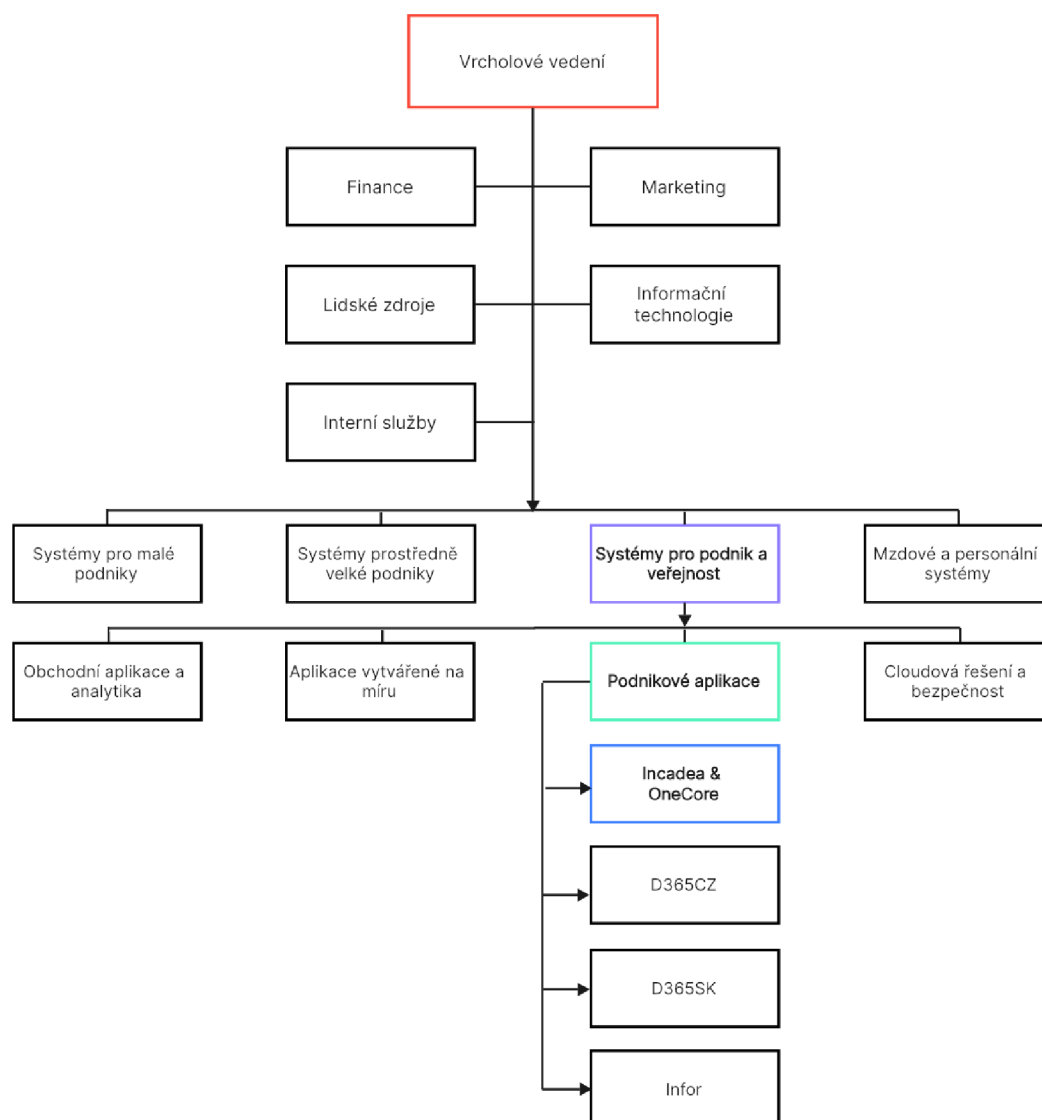 Vrcholové vedení
Finance
Marketing
Lidské zdroje
Informační
technologie
Interní služby
Systémy pro malé
podniky
Systémy prostředně
velké podniky
Systémy pro podnik a
veřejnost
Mzdové a personální
systémy
Obchodní aplikace a
analytika
Aplikace vytvářené na
míru
Podnikové aplikace
Cloudová řešení a
bezpečnost
Incadea &
OneCore
D365CZ
D365SK
Infor